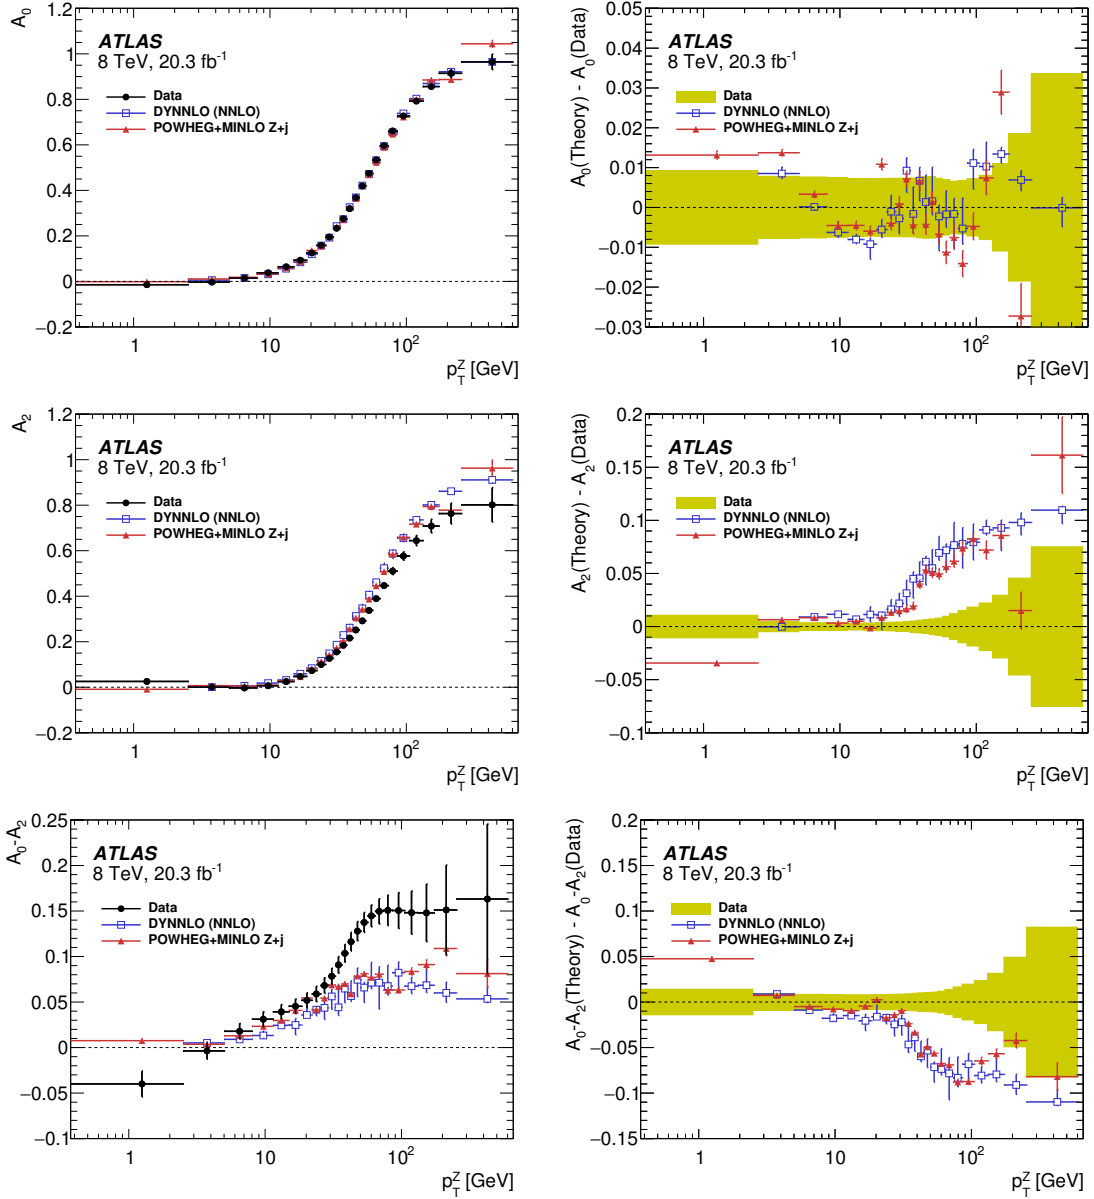 A0
1.2
1
0.8
0.6
0.4
0.2
0
−0.2
ATLAS
8 TeV, 20.3 fb-1
Data
DYNNLO (NNLO)
POWHEG+MINLO Z+j
1
10
10^2
p_T^Z [GeV]
A0(Theory) - A0(Data)
0.05
0.04
0.03
0.02
0.01
0
−0.01
−0.02
−0.03
ATLAS
8 TeV, 20.3 fb-1
Data
DYNNLO (NNLO)
POWHEG+MINLO Z+j
1
10
10^2
p_T^Z [GeV]
A2
1.2
1
0.8
0.6
0.4
0.2
0
−0.2
ATLAS
8 TeV, 20.3 fb-1
Data
DYNNLO (NNLO)
POWHEG+MINLO Z+j
1
10
10^2
p_T^Z [GeV]
A2(Theory) - A2(Data)
0.2
0.15
0.1
0.05
0
−0.05
−0.1
ATLAS
8 TeV, 20.3 fb-1
Data
DYNNLO (NNLO)
POWHEG+MINLO Z+j
1
10
10^2
p_T^Z [GeV]
A0-A2
0.25
0.2
0.15
0.1
0.05
0
−0.05
−0.1
ATLAS
8 TeV, 20.3 fb-1
Data
DYNNLO (NNLO)
POWHEG+MINLO Z+j
1
10
10^2
p_T^Z [GeV]
A0-A2(Theory) - A0-A2(Data)
0.2
0.15
0.1
0.05
0
−0.05
−0.1
−0.15
ATLAS
8 TeV, 20.3 fb-1
Data
DYNNLO (NNLO)
POWHEG+MINLO Z+j
1
10
10^2
p_T^Z [GeV]